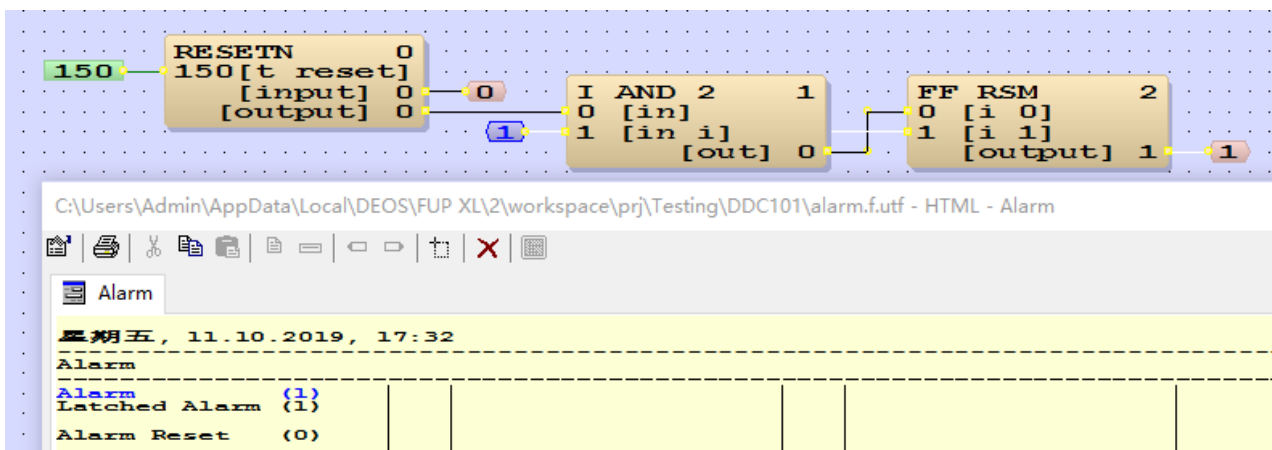 RESETN 0
150 150[t reset]
[input] 0 0
[output] 0
I AND 2 1
0 [in]
1 1 [in i]
[out] 0
FF RSM 2
0 [i 0]
1 [i 1]
[output] 1 1
C:\Users\Admin\AppData\Local\DEOS\FUP XL\2\workspace\prj\Testing\DDC101\alarm.f.utf - HTML - Alarm
Alarm
星期五, 11.10.2019, 17:32
Alarm
Alarm (1)
Latched Alarm (1)
Alarm Reset (0)